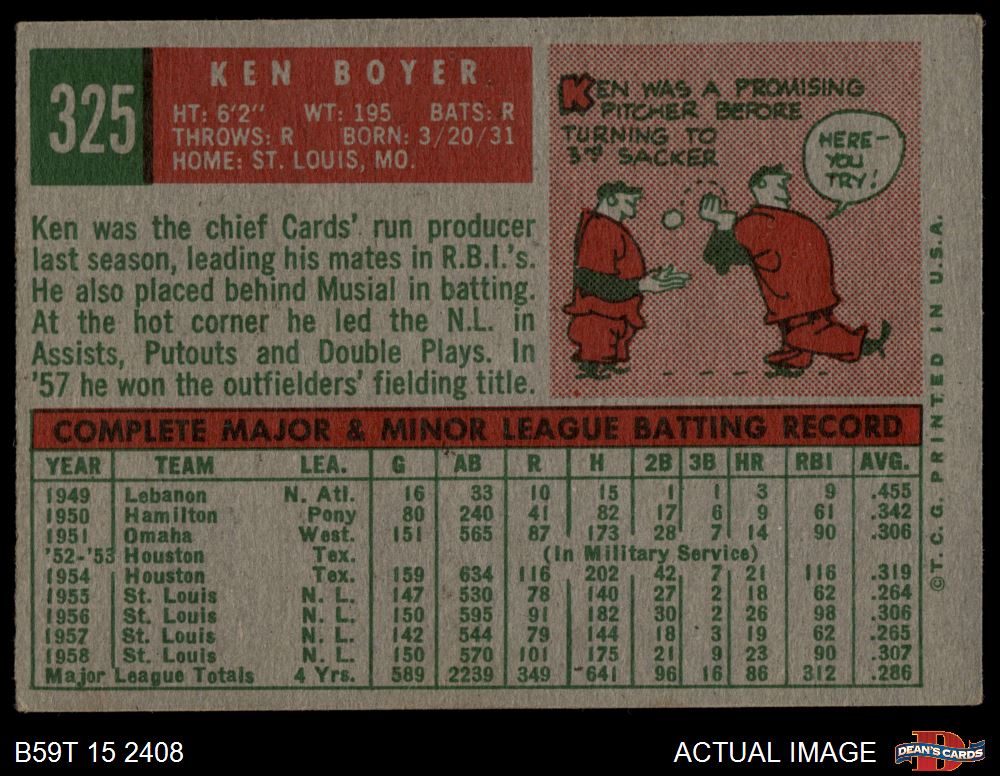 325
KEN BOYER
HT: 6'2" WT: 195 BATS: R
THROWS: R BORN: 3/20/31
HOME: ST. LOUIS, MO.
KEN WAS A PROMISING
PITCHER BEFORE
TURNING TO
3RD SACKER
HERE-
YOU
TRY!
Ken was the chief Cards' run producer
last season, leading his mates in R.B.I.'s.
He also placed behind Musial in batting.
At the hot corner he led the N.L. in
Assists, Putouts and Double Plays. In
'57 he won the outfielders' fielding title.
COMPLETE MAJOR & MINOR LEAGUE BATTING RECORD
YEAR TEAM LEA. G AB R H 2B 3B HR RBI AVG.
1949 Lebanon N. Atl. 16 33 10 15 1 1 3 9 .455
1950 Hamilton Pony 80 240 41 82 17 6 9 61 .342
1951 Omaha West. 151 565 87 173 28 7 14 90 .306
'52-'53 Houston Tex. (In Military Service)
1954 Houston Tex. 159 634 116 202 42 7 21 116 .319
1955 St. Louis N. L. 147 530 78 140 27 2 18 62 .264
1956 St. Louis N. L. 150 595 91 182 30 2 26 98 .306
1957 St. Louis N. L. 142 544 79 144 18 3 19 62 .265
1958 St. Louis N. L. 150 570 101 175 21 9 23 90 .307
Major League Totals 4 Yrs. 589 2239 349 641 96 16 86 312 .286
©T.C.G. PRINTED IN U.S.A.
B59T 15 2408
ACTUAL IMAGE
D
DEAN'S CARDS